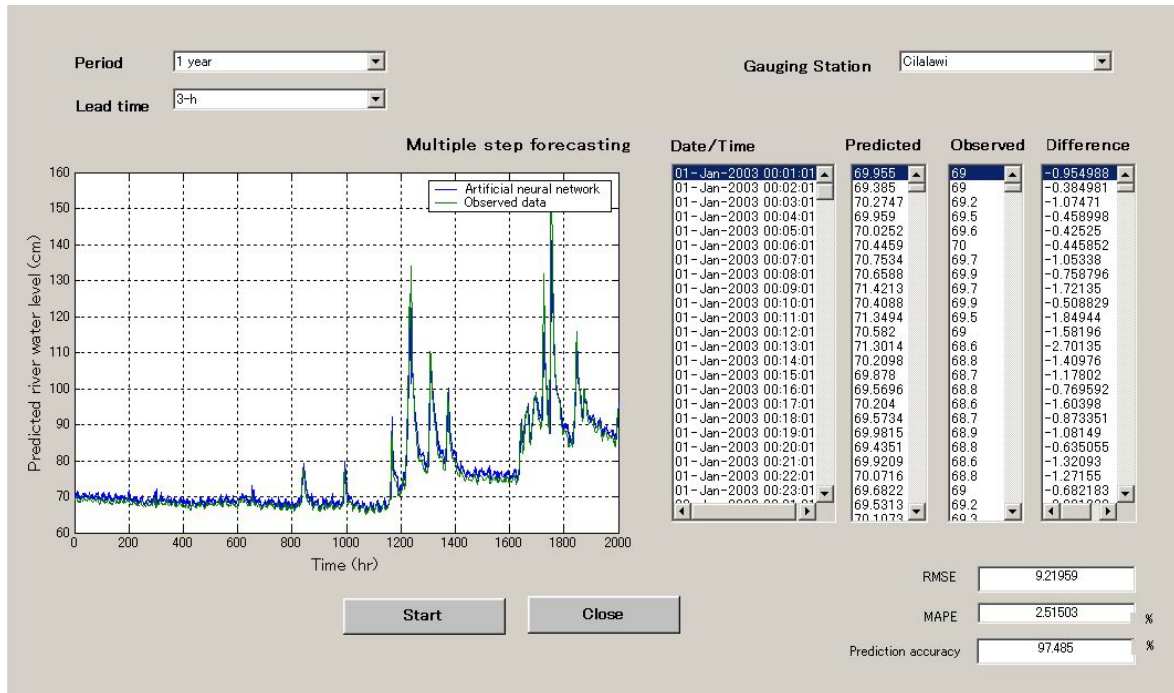 Period
1 year
Gauging Station
Cilalawi
Lead time
3-h
Multiple step forecasting
Artificial neural network
Observed data
Predicted river water level (cm)
160
150
140
130
120
110
100
90
80
70
60
0 200 400 600 800 1000 1200 1400 1600 1800 2000
Time (hr)
Date/Time Predicted Observed Difference
01-Jan-2003 00:01:01 69.955 69 -0.954988
01-Jan-2003 00:02:01 69.385 69 -0.384981
01-Jan-2003 00:03:01 70.2747 69.2 -1.07471
01-Jan-2003 00:04:01 69.959 69.5 -0.458998
01-Jan-2003 00:05:01 70.0252 69.6 -0.42525
01-Jan-2003 00:06:01 70.4459 70 -0.445852
01-Jan-2003 00:07:01 70.7534 69.7 -1.05338
01-Jan-2003 00:08:01 70.6588 69.9 -0.758796
01-Jan-2003 00:09:01 71.4213 69.7 -1.72135
01-Jan-2003 00:10:01 70.4088 69.9 -0.508829
01-Jan-2003 00:11:01 71.3494 69.5 -1.84944
01-Jan-2003 00:12:01 70.582 69 -1.58196
01-Jan-2003 00:13:01 71.3014 68.6 -2.70135
01-Jan-2003 00:14:01 70.2098 68.8 -1.40976
01-Jan-2003 00:15:01 69.878 68.7 -1.17802
01-Jan-2003 00:16:01 69.5696 68.8 -0.769592
01-Jan-2003 00:17:01 70.204 68.6 -1.60398
01-Jan-2003 00:18:01 69.5734 68.7 -0.873351
01-Jan-2003 00:19:01 69.9815 68.9 -1.08149
01-Jan-2003 00:20:01 69.4351 68.8 -0.635055
01-Jan-2003 00:21:01 69.9209 68.6 -1.32093
01-Jan-2003 00:22:01 70.0716 68.8 -1.27155
01-Jan-2003 00:23:01 69.6822 69 -0.682183
69.5313 69.2
70.1073 69.3
Start
Close
RMSE 9.21959
MAPE 2.51503 %
Prediction accuracy 97.485 %